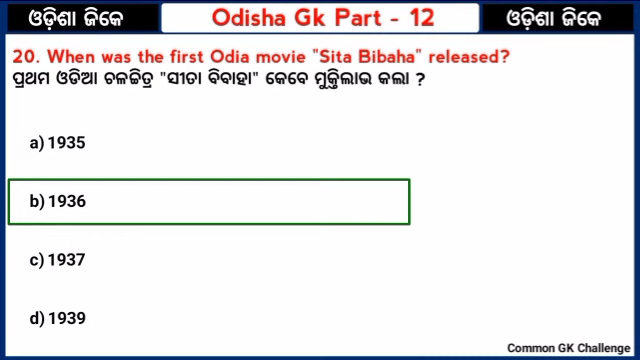 ଓଡ଼ିଶା ଜିକେ Odisha Gk Part - 12 ଓଡ଼ିଶା ଜିକେ
20. When was the first Odia movie "Sita Bibaha" released?
ପ୍ରଥମ ଓଡିଆ ଚଳଚ୍ଚିତ୍ର "ସୀତା ବିବାହା" କେବେ ମୁକ୍ତିଲାଭ କଲା ?
a) 1935
b) 1936
c) 1937
d) 1939
Common GK Challenge